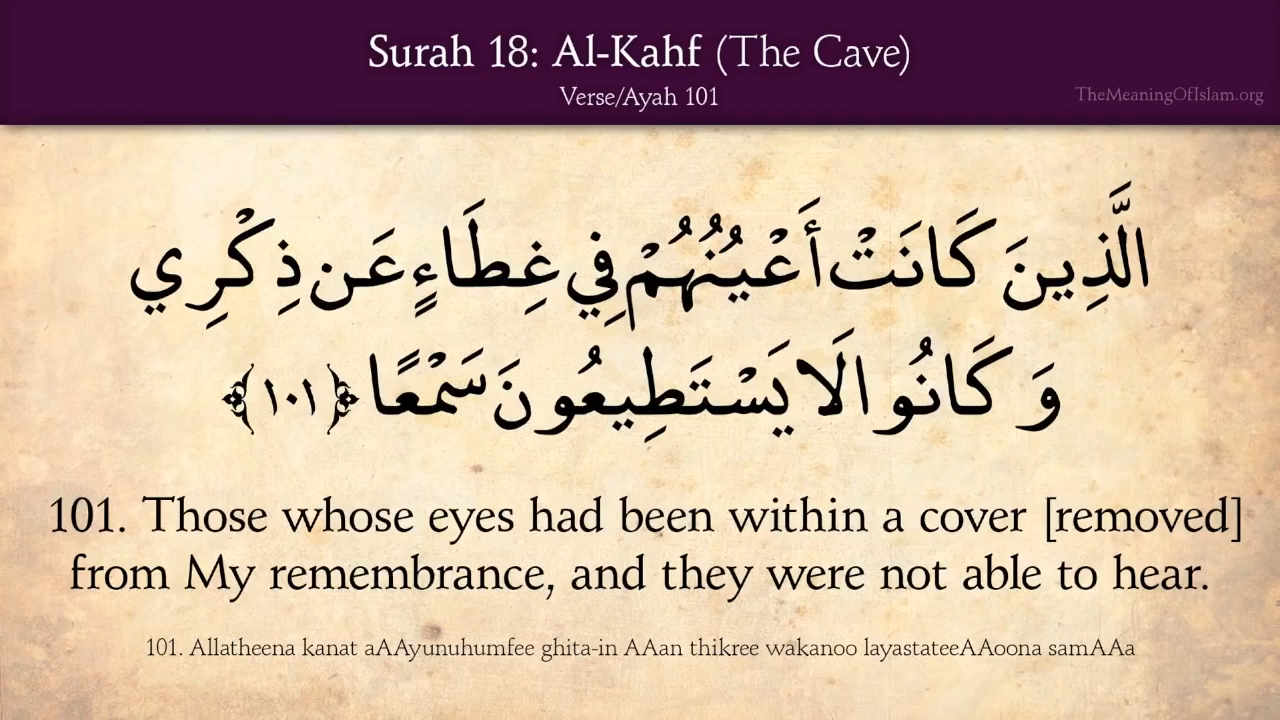 Surah 18: Al-Kahf (The Cave)
Verse/Ayah 101
TheMeaningOfIslam.org
الَّذِينَ كَانَتْ أَعْيُنُهُمْ فِي غِطَاءٍ عَن ذِكْرِي
وَكَانُوا لَا يَسْتَطِيعُونَ سَمْعًا ﴿١٠١﴾
101. Those whose eyes had been within a cover [removed]
from My remembrance, and they were not able to hear.
101. Allatheena kanat aAAyunuhumfee ghita-in AAan thikree wakanoo layastateeAAoona samAAa